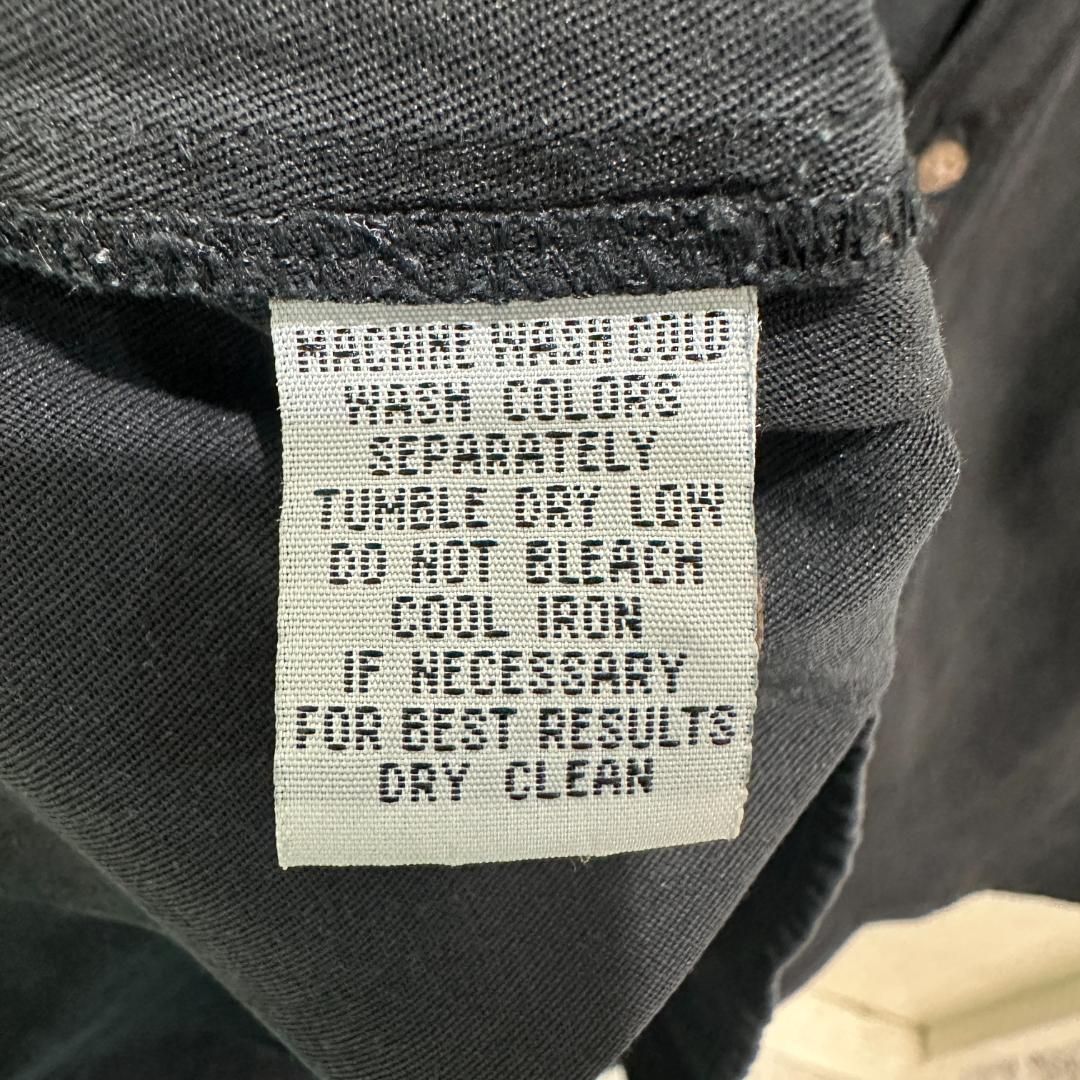 MACHINE WASH COLD
WASH COLORS
SEPARATELY
TUMBLE DRY LOW
DO NOT BLEACH
COOL IRON
IF NECESSARY
FOR BEST RESULTS
DRY CLEAN